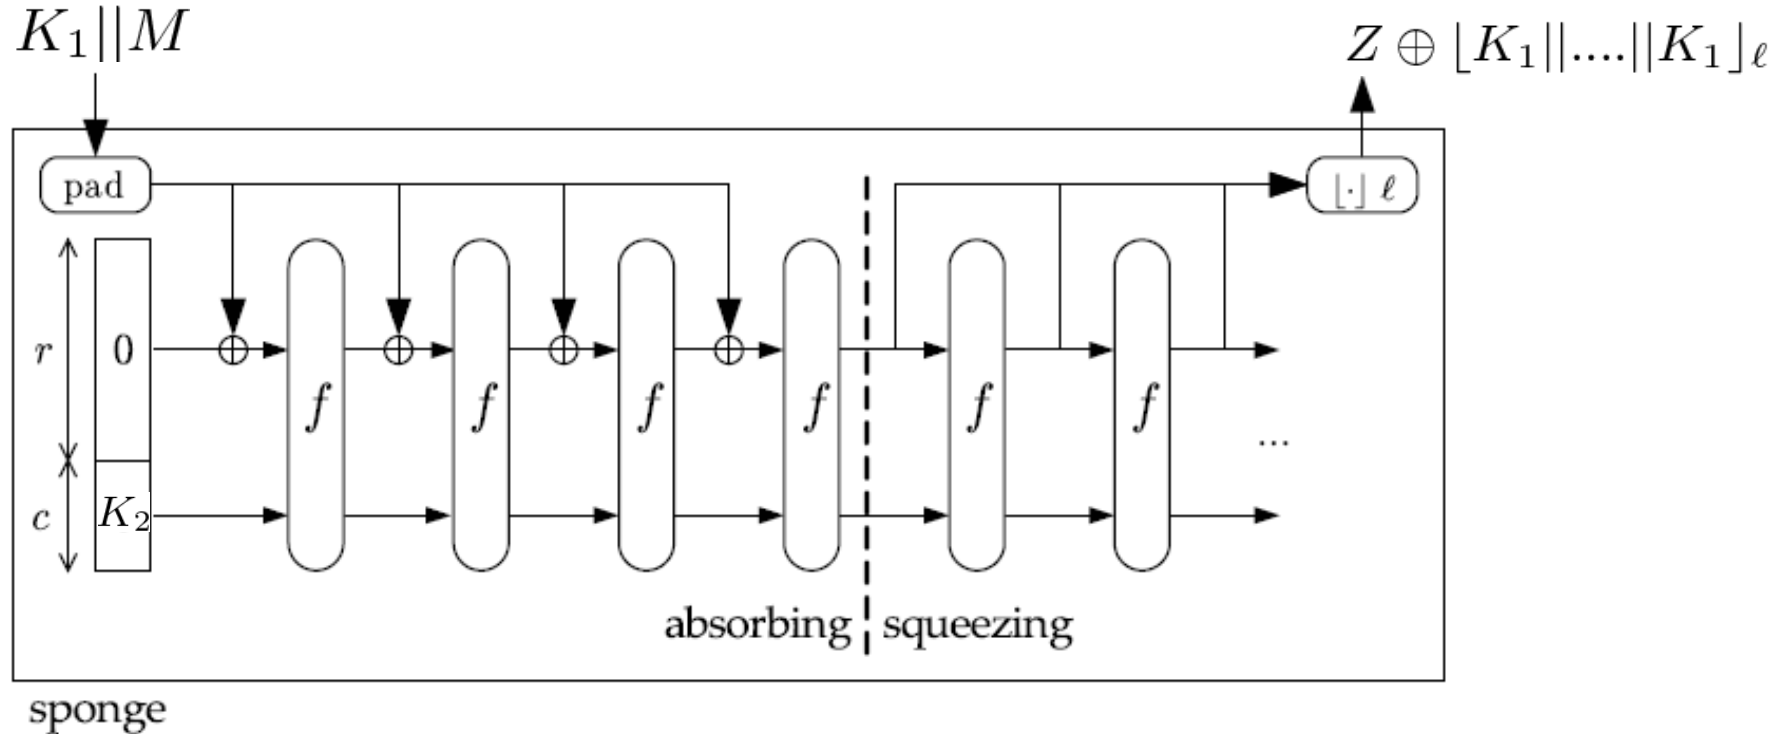 K₁||M
Z ⊕ ⌊K₁||....||K₁⌋ℓ
pad
⌊·⌋ ℓ
r
0
f
f
f
f
f
f
...
c
K₂
absorbing
squeezing
sponge